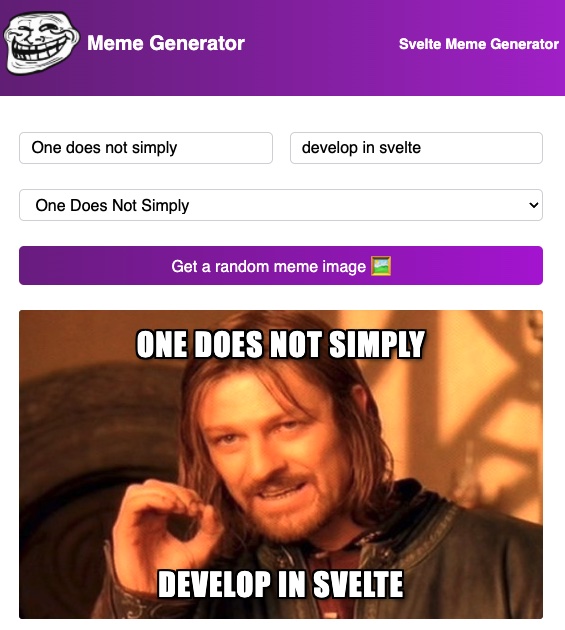 Meme Generator
Svelte Meme Generator
One does not simply
develop in svelte
One Does Not Simply
Get a random meme image 🖼️
ONE DOES NOT SIMPLY
DEVELOP IN SVELTE